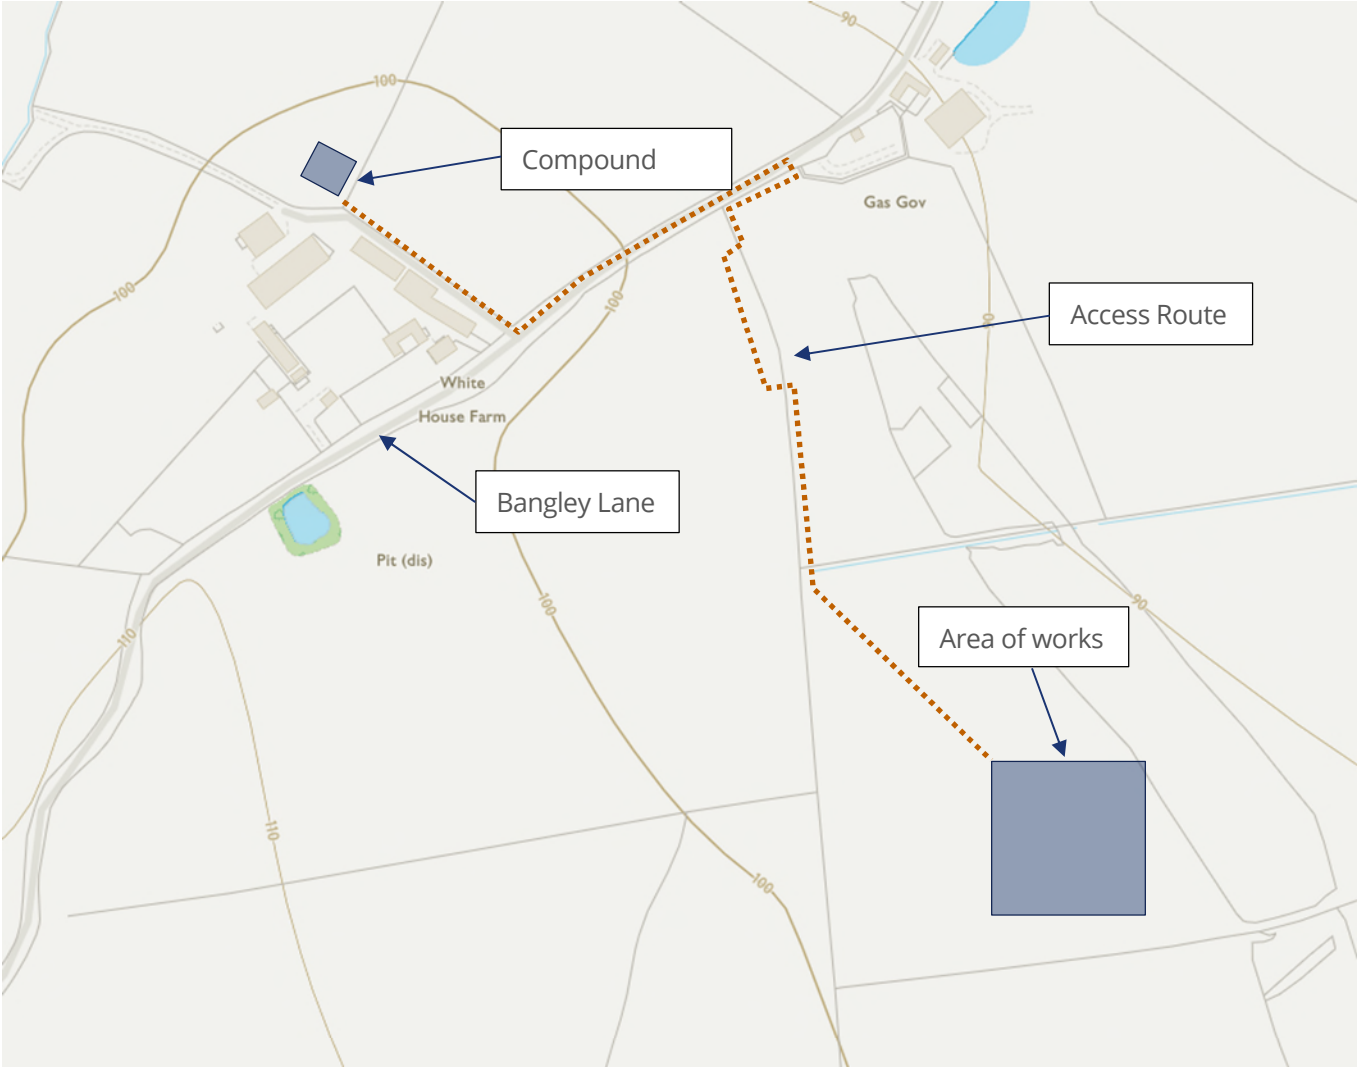 90
100
Compound
Gas Gov
100
100
Access Route
90
White
House Farm
Bangley Lane
Pit (dis)
100
90
110
Area of works
110
100